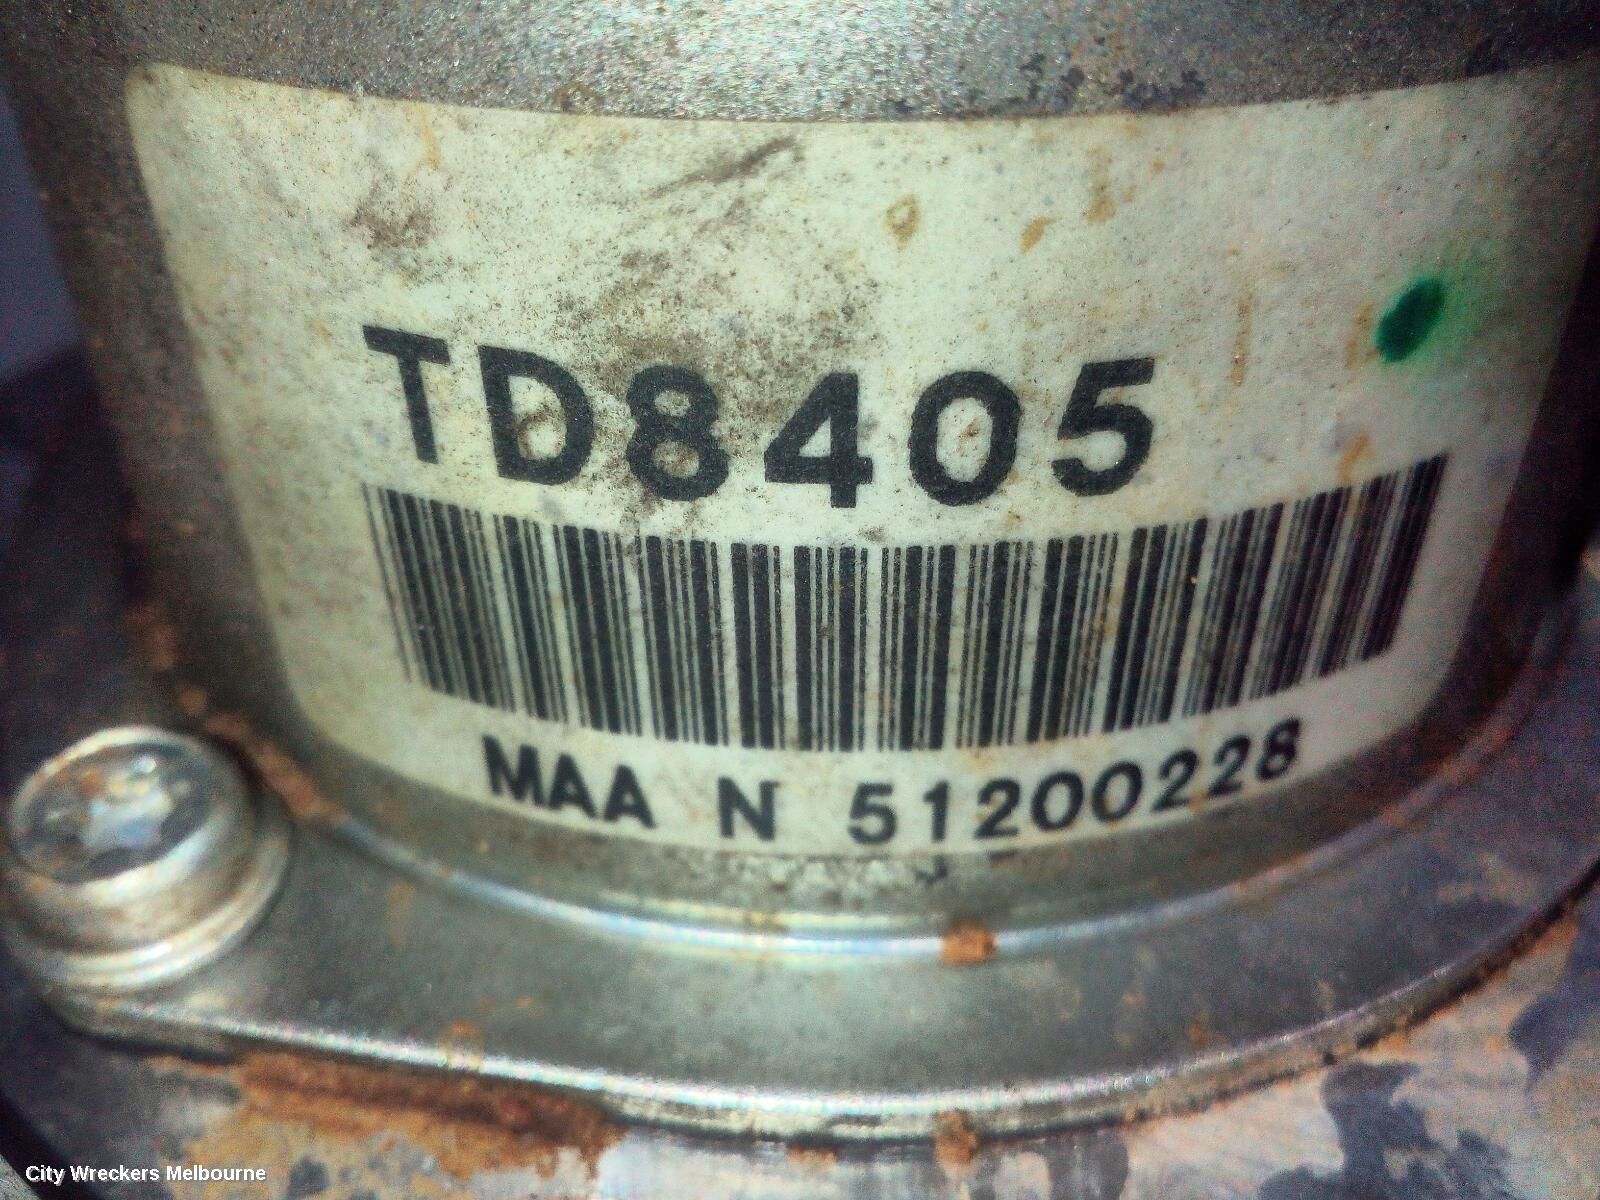 TD8405
MAA N 51200228
City Wreckers Melbourne